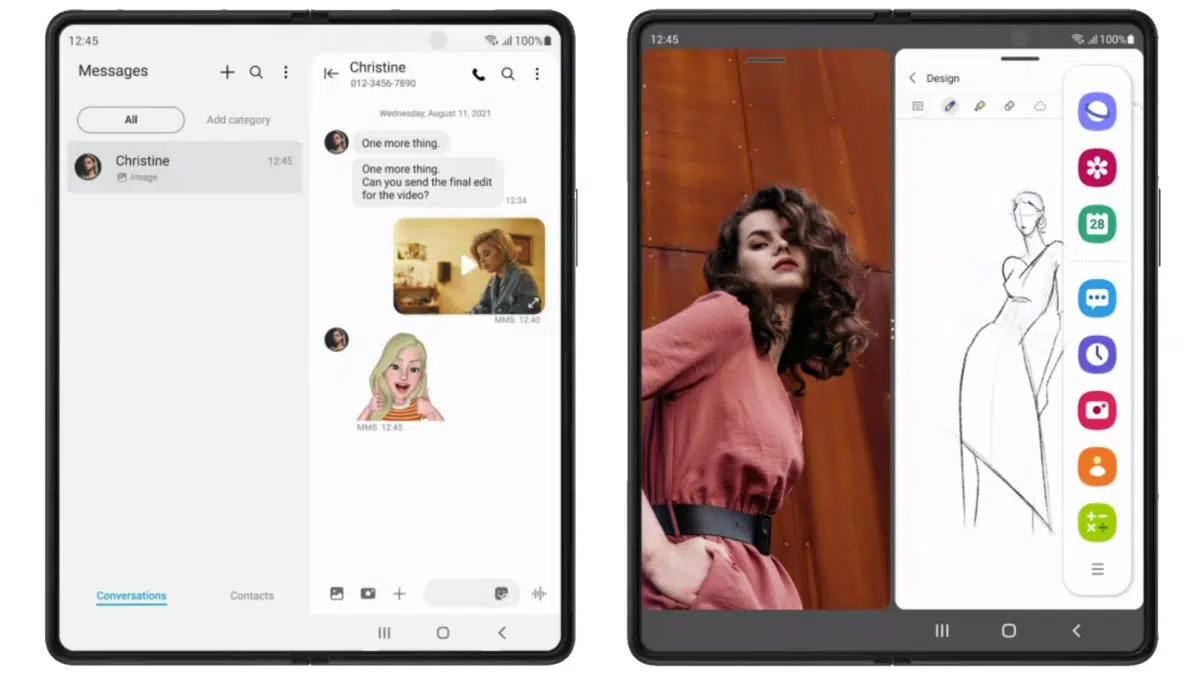 12:45
100%
Messages
All
Add category
Christine
12:45
Image
Conversations
Contacts
Christine
012-3456-7890
Wednesday, August 11, 2021
One more thing.
One more thing.
Can you send the final edit
for the video?
12:34
MMS 12:40
MMS 12:45
12:45
100%
Design
28